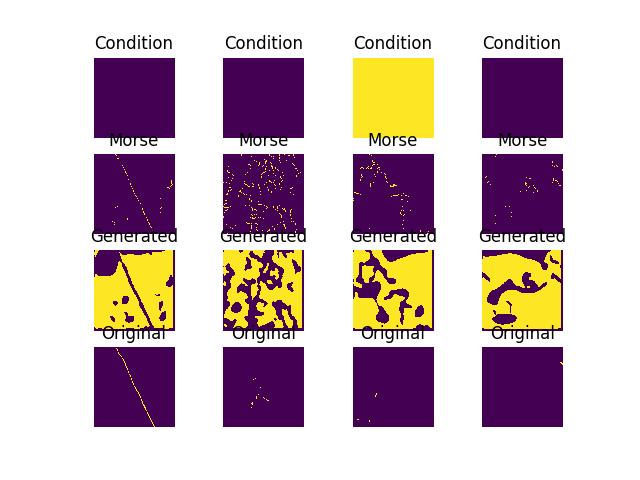 Condition Condition Condition Condition
Morse Morse Morse Morse
Generated Generated Generated Generated
Original Original Original Original